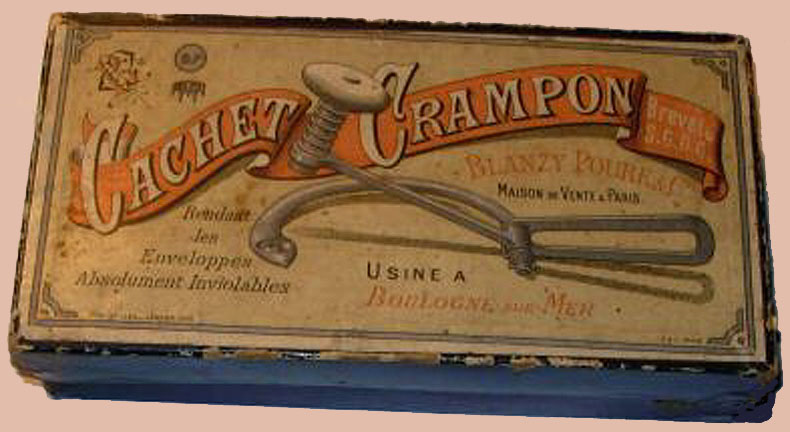 CACHET CRAMPON
Breveté
S.G.D.G.
BLANZY POURE & Cie
MAISON DE VENTE A PARIS
Rendant
les
Enveloppes
Absolument Inviolables
USINE A
BOULOGNE-SUR-MER